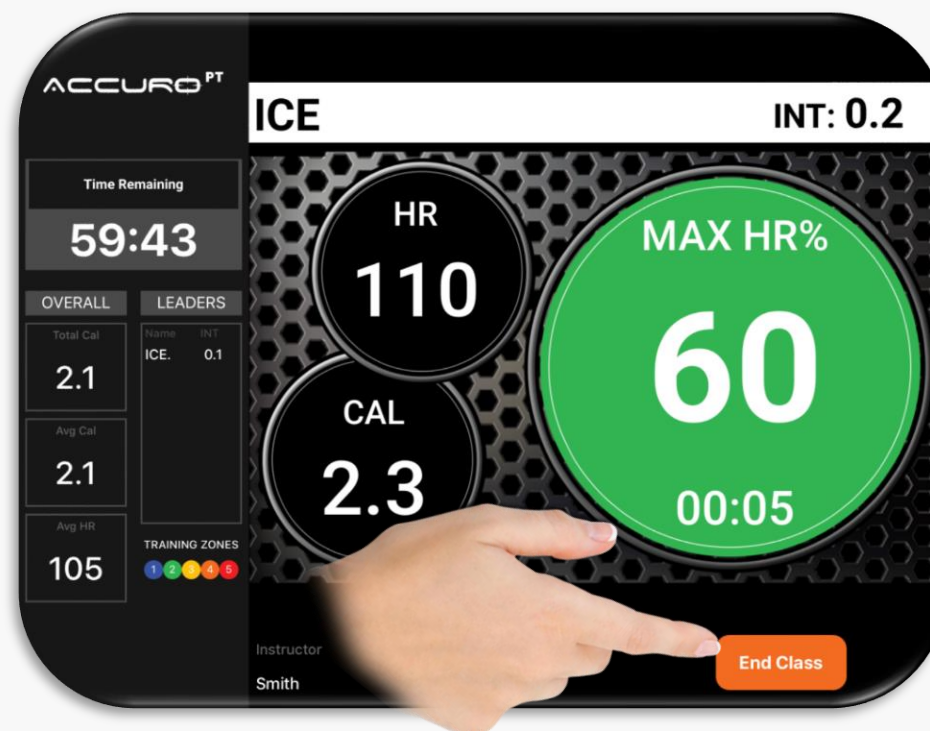 ACCURO PT
ICE
INT: 0.2
Time Remaining
59:43
OVERALL
LEADERS
Total Cal
2.1
Name INT
ICE. 0.1
Avg Cal
2.1
Avg HR
105
TRAINING ZONES
1 2 3 4 5
HR
110
CAL
2.3
MAX HR%
60
00:05
Instructor
Smith
End Class